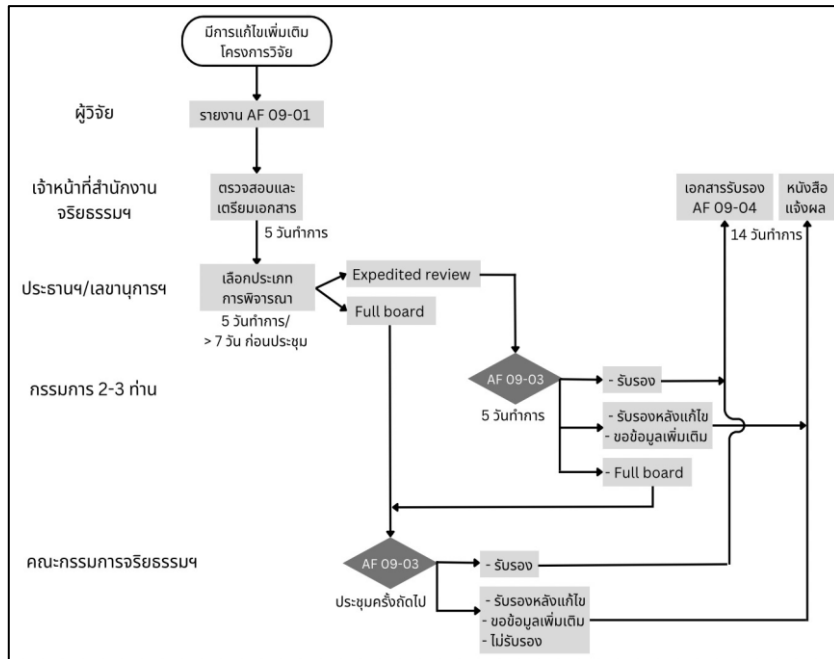 มีการแก้ไขเพิ่มเติม
โครงการวิจัย
ผู้วิจัย
รายงาน AF 09-01
เจ้าหน้าที่สำนักงาน
จริยธรรมฯ
ตรวจสอบและ
เตรียมเอกสาร
5 วันทำการ
เอกสารรับรอง
AF 09-04
หนังสือ
แจ้งผล
14 วันทำการ
ประธานฯ/เลขานุการฯ
เลือกประเภท
การพิจารณา
5 วันทำการ/
> 7 วัน ก่อนประชุม
Expedited review
Full board
กรรมการ 2-3 ท่าน
AF 09-03
5 วันทำการ
- รับรอง
- รับรองหลังแก้ไข
- ขอข้อมูลเพิ่มเติม
- Full board
คณะกรรมการจริยธรรมฯ
AF 09-03
ประชุมครั้งถัดไป
- รับรอง
- รับรองหลังแก้ไข
- ขอข้อมูลเพิ่มเติม
- ไม่รับรอง